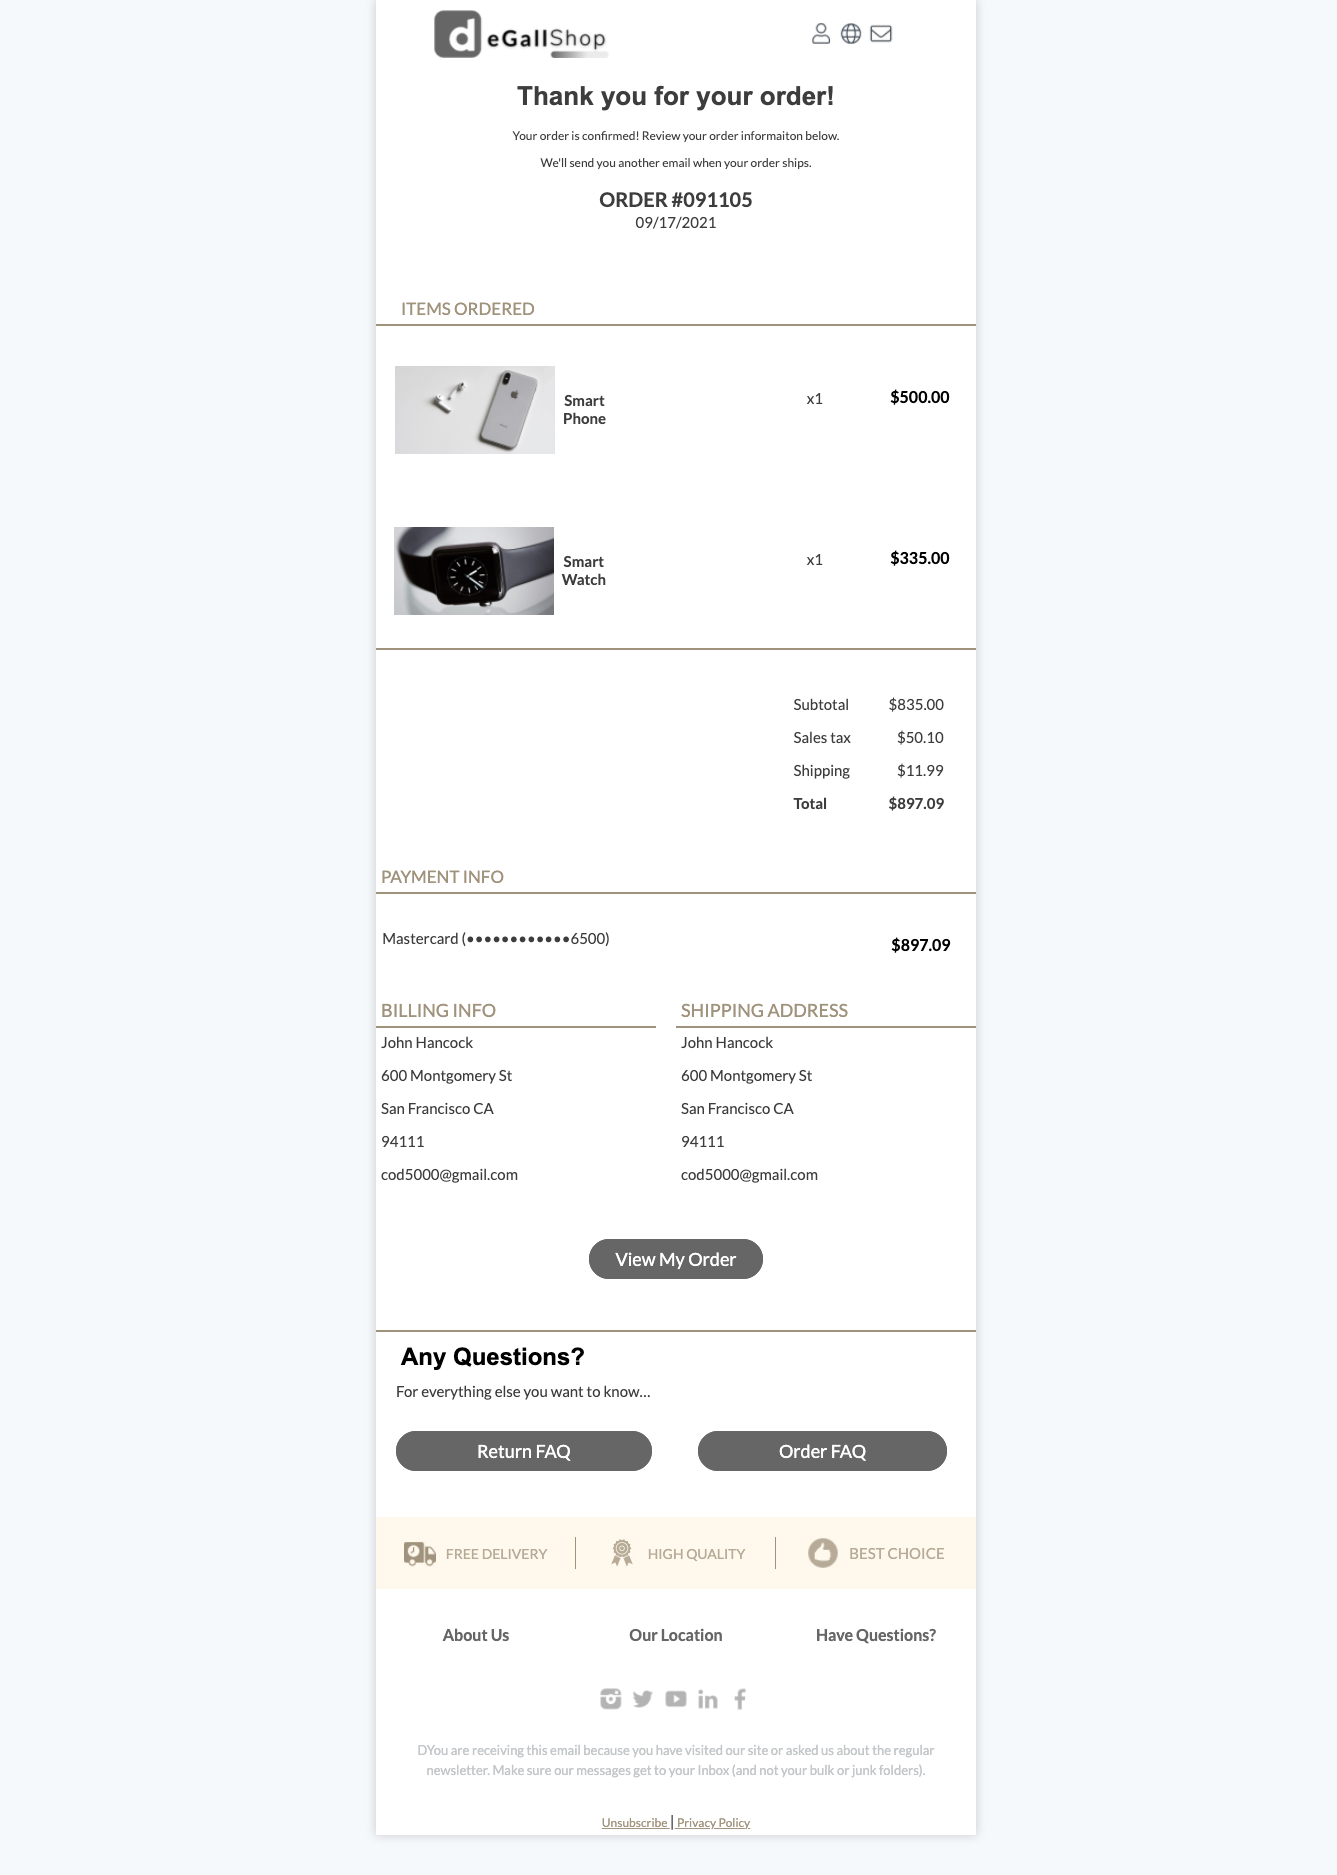 d eGallShop
Thank you for your order!
Your order is confirmed! Review your order informaiton below.
We'll send you another email when your order ships.
ORDER #091105
09/17/2021
ITEMS ORDERED
Smart
Phone
x1
$500.00
Smart
Watch
x1
$335.00
Subtotal $835.00
Sales tax $50.10
Shipping $11.99
Total $897.09
PAYMENT INFO
Mastercard (••••••••••••6500) $897.09
BILLING INFO
John Hancock
600 Montgomery St
San Francisco CA
94111
cod5000@gmail.com
SHIPPING ADDRESS
John Hancock
600 Montgomery St
San Francisco CA
94111
cod5000@gmail.com
View My Order
Any Questions?
For everything else you want to know...
Return FAQ
Order FAQ
FREE DELIVERY
HIGH QUALITY
BEST CHOICE
About Us
Our Location
Have Questions?
DYou are receiving this email because you have visited our site or asked us about the regular
newsletter. Make sure our messages get to your Inbox (and not your bulk or junk folders).
Unsubscribe | Privacy Policy